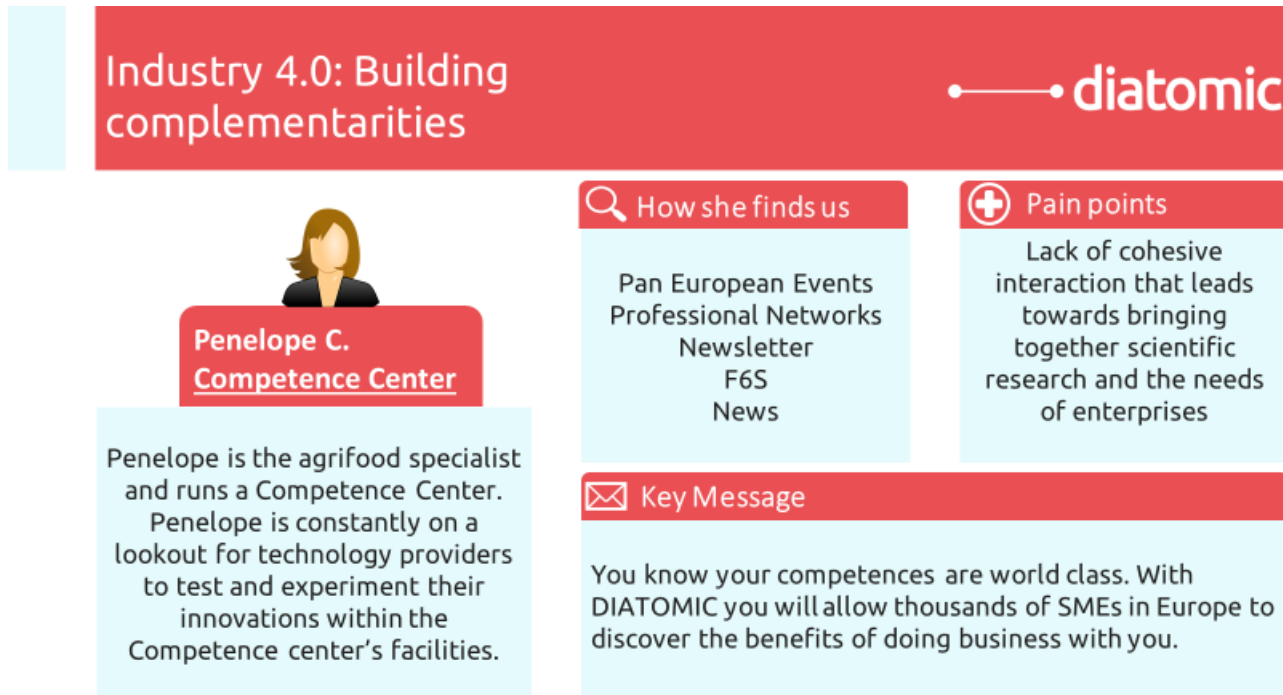 Industry 4.0: Building
complementarities
diatomic
Penelope C.
Competence Center
Penelope is the agrifood specialist
and runs a Competence Center.
Penelope is constantly on a
lookout for technology providers
to test and experiment their
innovations within the
Competence center's facilities.
How she finds us
Pan European Events
Professional Networks
Newsletter
F6S
News
Pain points
Lack of cohesive
interaction that leads
towards bringing
together scientific
research and the needs
of enterprises
Key Message
You know your competences are world class. With
DIATOMIC you will allow thousands of SMEs in Europe to
discover the benefits of doing business with you.